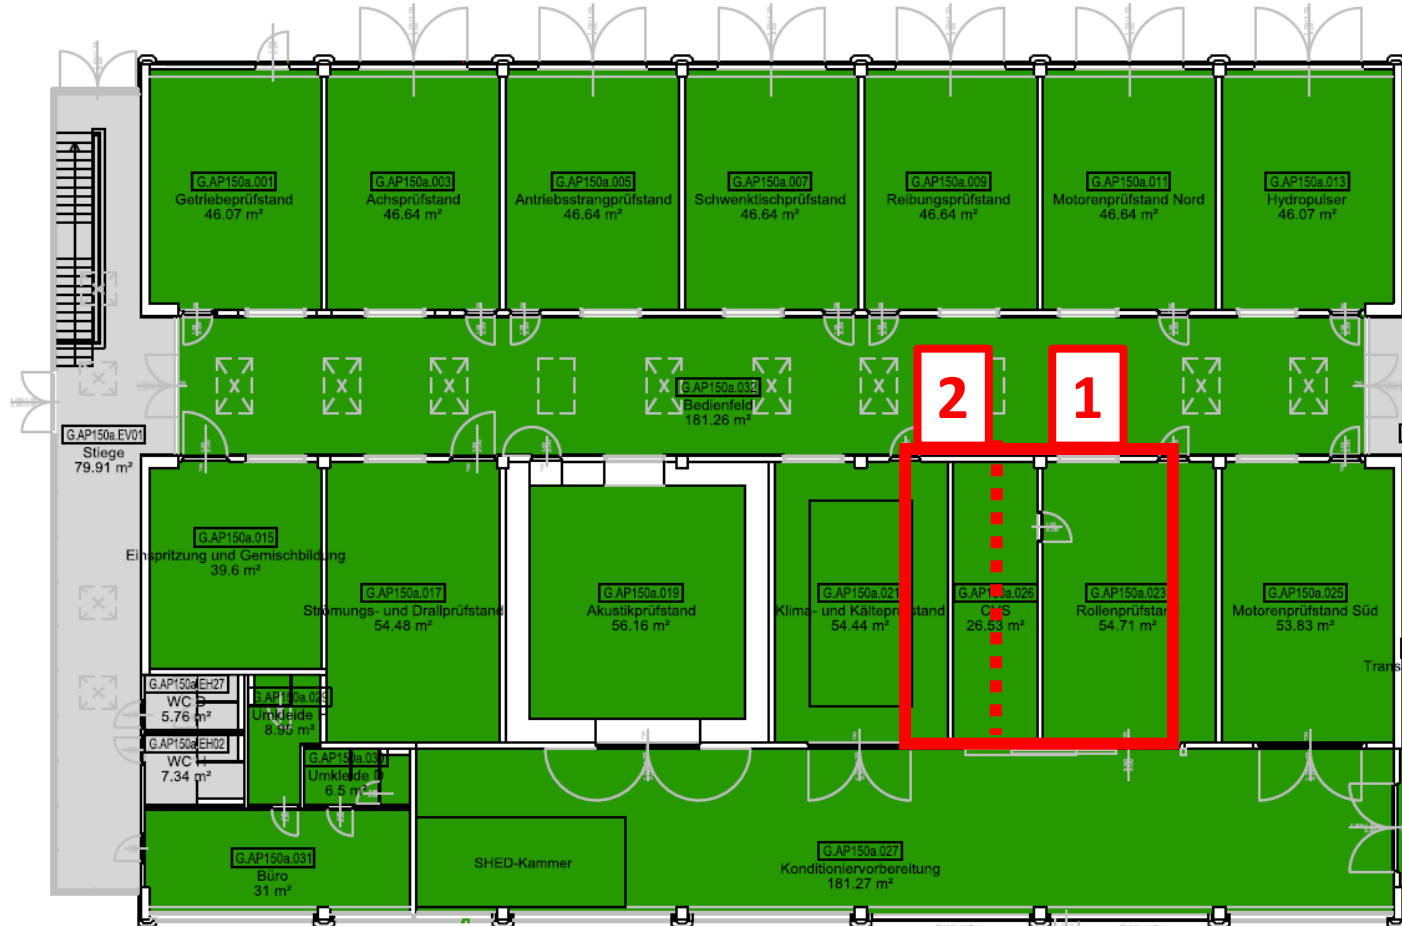 G.AP150a.001
Getriebeprüfstand
46.07 m²
G.AP150a.003
Achsprüfstand
46.64 m²
G.AP150a.005
Antriebsstrangprüfstand
46.64 m²
G.AP150a.007
Schwenktischprüfstand
46.64 m²
G.AP150a.009
Reibungsprüfstand
46.64 m²
G.AP150a.011
Motorenprüfstand Nord
46.64 m²
G.AP150a.013
Hydropulser
46.07 m²
G.AP150a.032
Bedienfeld
181.26 m²
2
1
G.AP150a.EV01
Stiege
79.91 m²
G.AP150a.015
Einspritzung und Gemischbildung
39.6 m²
G.AP150a.017
Strömungs- und Drallprüfstand
54.48 m²
G.AP150a.019
Akustikprüfstand
56.16 m²
G.AP150a.021
Klima- und Kälteprüfstand
54.44 m²
G.AP150a.026
CVS
26.53 m²
G.AP150a.023
Rollenprüfstand
54.71 m²
G.AP150a.025
Motorenprüfstand Süd
53.83 m²
Trans
G.AP150a.EH27
WC D
5.76 m²
G.AP150a.EH02
WC H
7.34 m²
G.AP150a.029
Umkleide H
8.95 m²
G.AP150a.030
Umkleide D
6.5 m²
G.AP150a.031
Büro
31 m²
SHED-Kammer
G.AP150a.027
Konditioniervorbereitung
181.27 m²